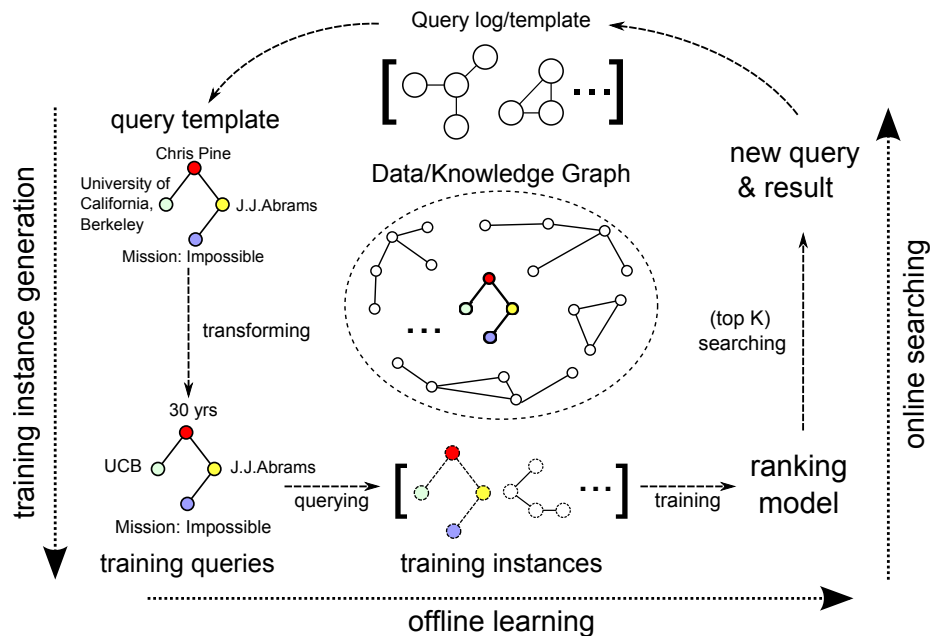 Query log/template
query template
Chris Pine
University of
California,
Berkeley
J.J.Abrams
Mission: Impossible
Data/Knowledge Graph
new query
& result
training instance generation
transforming
...
(top K)
searching
online searching
30 yrs
UCB
J.J.Abrams
Mission: Impossible
querying
training
ranking
model
training queries
training instances
offline learning